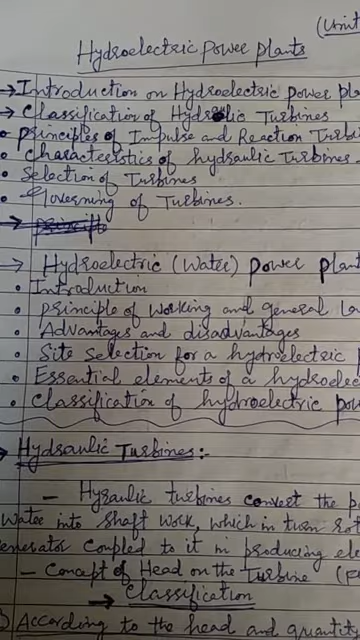 (Unit
Hydroelectric power plants
→ Introduction on Hydroelectric power pla
→ Classification of Hydraulic Turbines
• principles of Impulse and Reaction Turbi
• characteristics of hydraulic Turbines.
• Selection of Turbines
• Governing of Turbines.
→
⇒ Hydroelectric (Water) power plant
• Introduction
• principle of working and general La
• Advantages and disadvantages
• Site Selection for a hydroelectric p
• Essential elements of a hydroelec
• Classification of hydroelectric pow
→ Hydraulic Turbines:-
- Hyraulic turbines convert the p
Water into Shaft Work, which in turn rot
enerator coupled to it in producing ele
- Concept of Head on the Turbine (
→ Classification
) According to the head and quantit